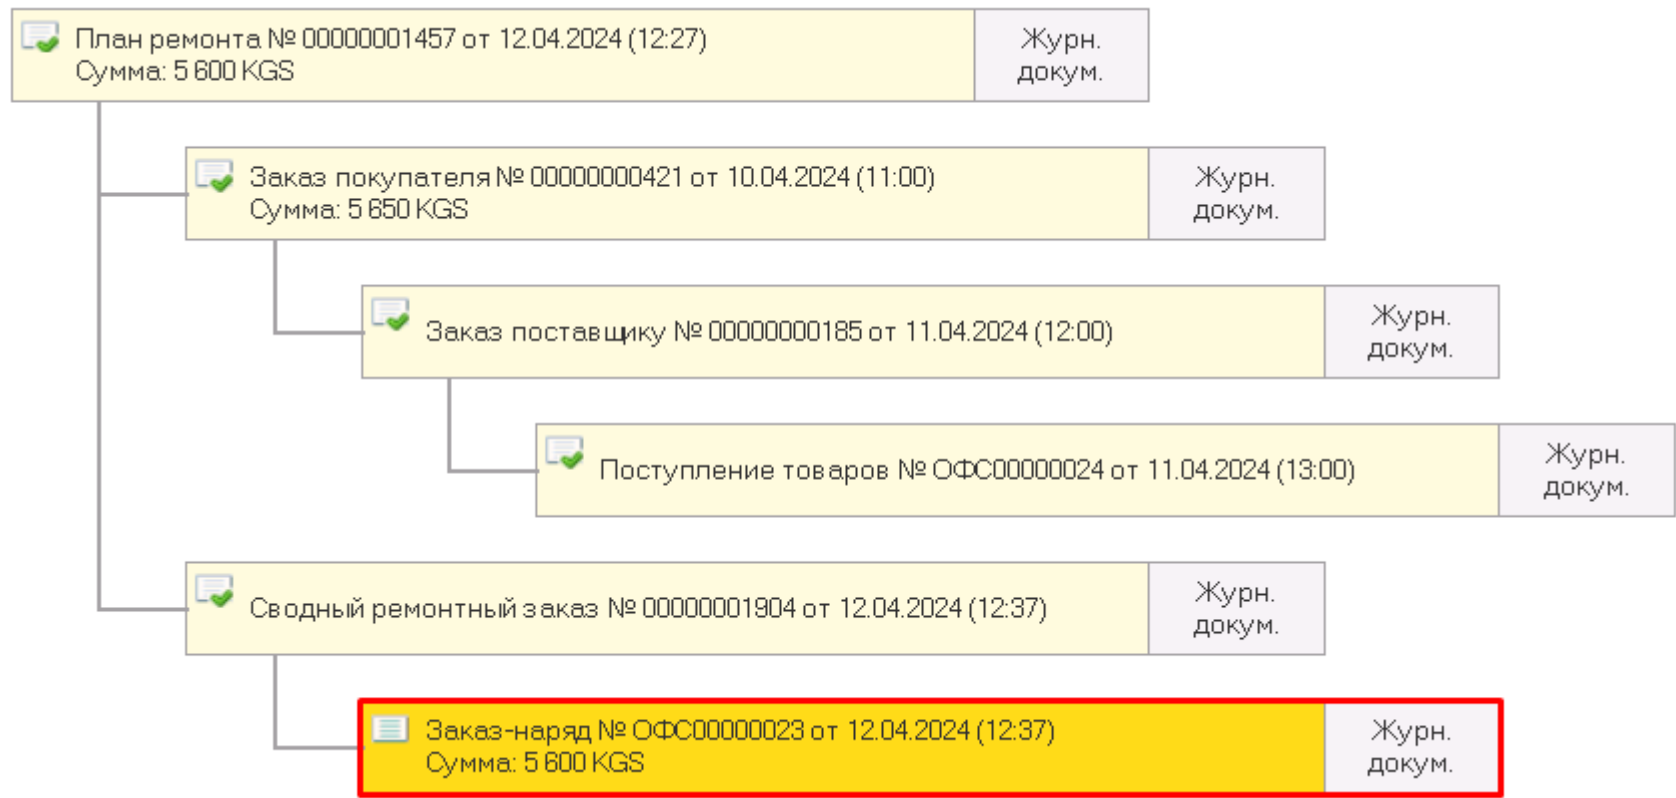 План ремонта № 00000001457 от 12.04.2024 (12:27)
Сумма: 5 600 KGS
Журн.
докум.
Заказ покупателя № 00000000421 от 10.04.2024 (11:00)
Сумма: 5 650 KGS
Журн.
докум.
Заказ поставщику № 00000000185 от 11.04.2024 (12:00)
Журн.
докум.
Поступление товаров № ОФС00000024 от 11.04.2024 (13:00)
Журн.
докум.
Сводный ремонтный заказ № 00000001904 от 12.04.2024 (12:37)
Журн.
докум.
Заказ-наряд № ОФС00000023 от 12.04.2024 (12:37)
Сумма: 5 600 KGS
Журн.
докум.